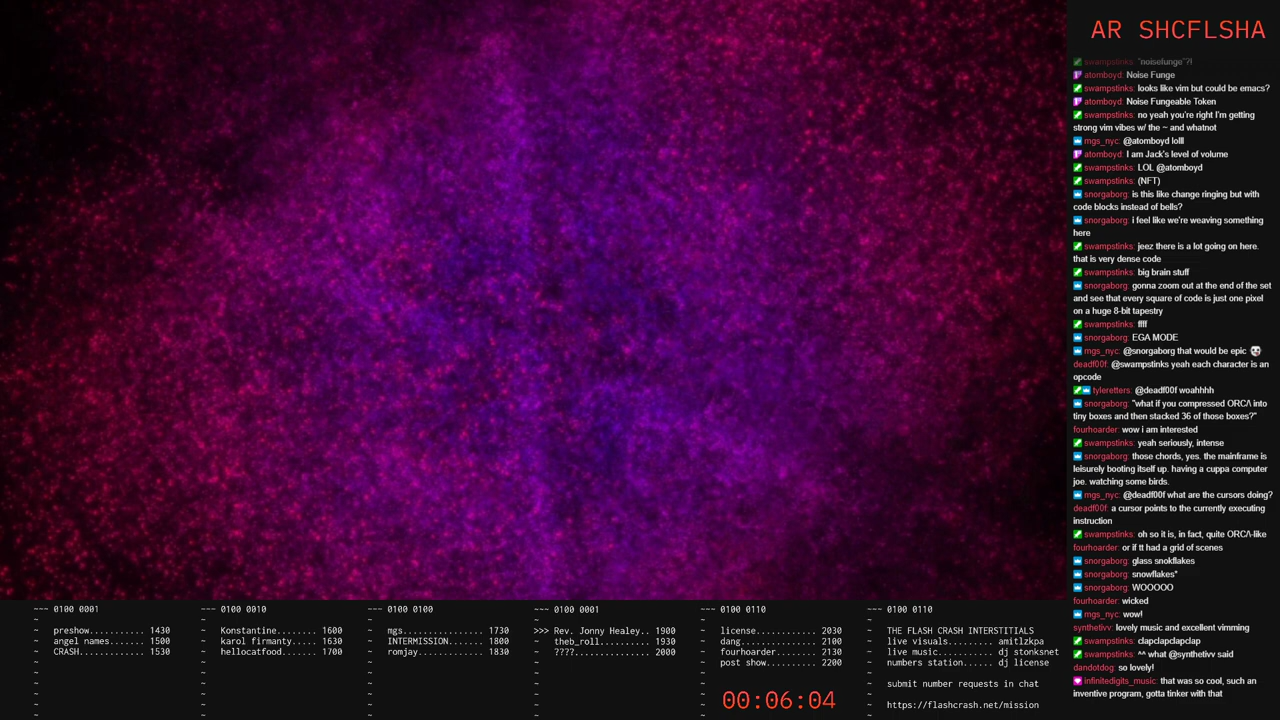 AR SHCFLSHA
swampstinks: "noisefunge"?!
atomboyd: Noise Funge
swampstinks: looks like vim but could be emacs?
atomboyd: Noise Fungeable Token
swampstinks: no yeah you're right I'm getting
strong vim vibes w/ the ~ and whatnot
mgs_nyc: @atomboyd lolll
atomboyd: I am Jack's level of volume
swampstinks: LOL @atomboyd
swampstinks: (NFT)
snorgaborg: is this like change ringing but with
code blocks instead of bells?
snorgaborg: i feel like we're weaving something
here
swampstinks: jeez there is a lot going on here.
that is very dense code
swampstinks: big brain stuff
snorgaborg: gonna zoom out at the end of the set
and see that every square of code is just one pixel
on a huge 8-bit tapestry
swampstinks: ffff
snorgaborg: EGA MODE
mgs_nyc: @snorgaborg that would be epic
deadf00f: @swampstinks yeah each character is an
opcode
tyleretters: @deadf00f woahhhh
snorgaborg: "what if you compressed ORC/\ into
tiny boxes and then stacked 36 of those boxes?"
fourhoarder: wow i am interested
swampstinks: yeah seriously, intense
snorgaborg: those chords, yes. the mainframe is
leisurely booting itself up. having a cuppa computer
joe. watching some birds.
mgs_nyc: @deadf00f what are the cursors doing?
deadf00f: a cursor points to the currently executing
instruction
swampstinks: oh so it is, in fact, quite ORC/\-like
fourhoarder: or if tt had a grid of scenes
snorgaborg: glass snokflakes
snorgaborg: snowflakes*
snorgaborg: WOOOOO
fourhoarder: wicked
mgs_nyc: wow!
synthetivv: lovely music and excellent vimming
swampstinks: clapclapclapclap
swampstinks: ^^ what @synthetivv said
dandotdog: so lovely!
infinitedigits_music: that was so cool, such an
inventive program, gotta tinker with that
~~~ 0100 0001
~
~ preshow.......... 1430
~ angel names...... 1500
~ CRASH............ 1530
~
~
~
~
~
~
~~~ 0100 0010
~
~ Konstantine...... 1600
~ karol firmanty... 1630
~ hellocatfood..... 1700
~
~
~
~
~
~
~~~ 0100 0100
~
~ mgs.............. 1730
~ INTERMISSION..... 1800
~ romjay........... 1830
~
~
~
~
~
~
~~~ 0100 0001
~
>>> Rev. Jonny Healey.. 1900
~ theb_roll........ 1930
~ ????............. 2000
~
~
~
~
~
~
~~~ 0100 0110
~
~ license.......... 2030
~ dang............. 2100
~ fourhoarder...... 2130
~ post show........ 2200
~
~
~
~
~
00:06:04
~~~ 0100 0110
~
~ THE FLASH CRASH INTERSTITIALS
~ live visuals......... amitlzkpa
~ live music....... dj stonksnet
~ numbers station...... dj license
~
~ submit number requests in chat
~
~ https://flashcrash.net/mission
~